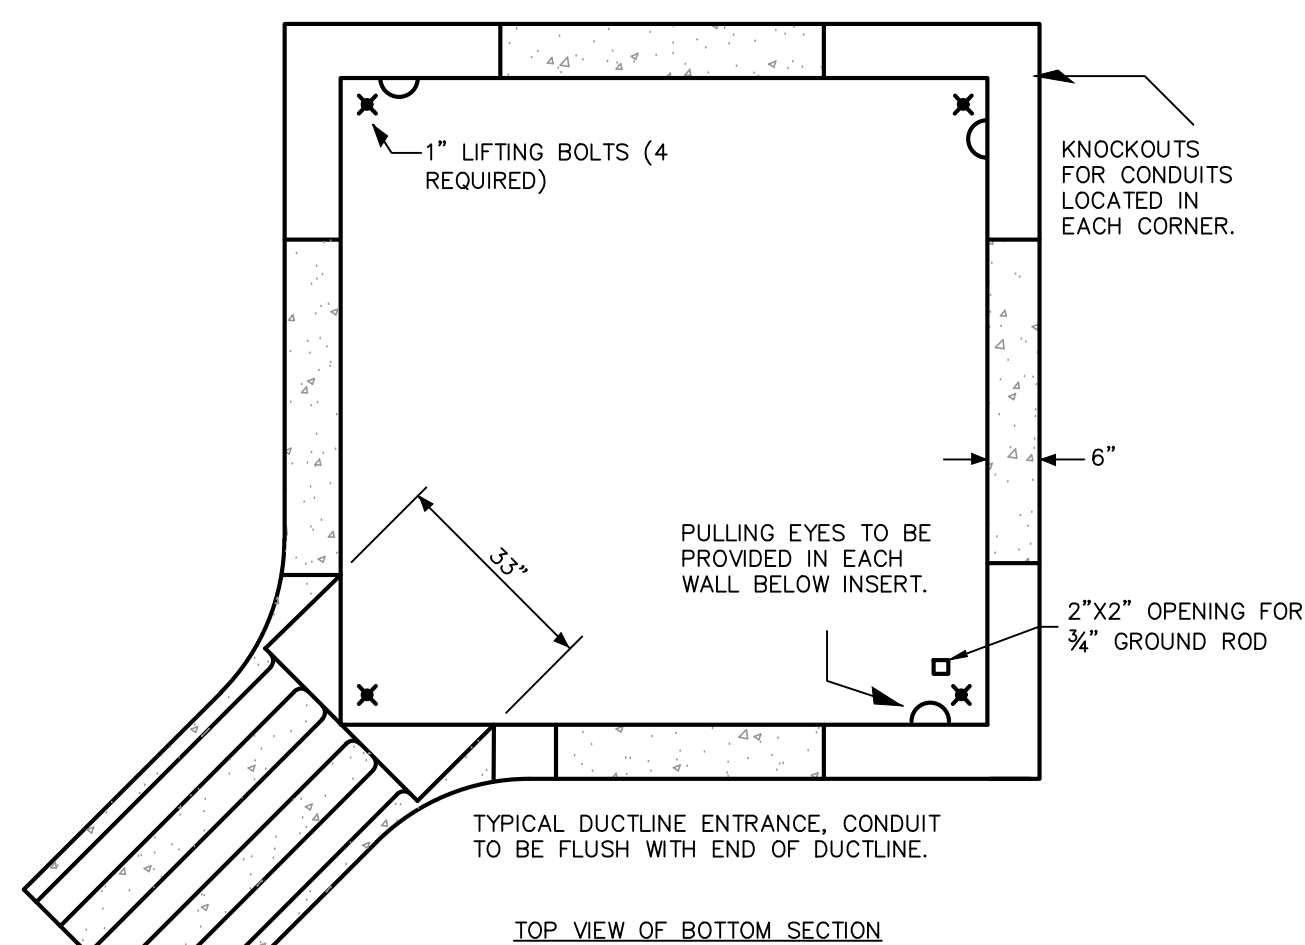 1” LIFTING BOLTS (4
REQUIRED)
KNOCKOUTS
FOR CONDUITS
LOCATED IN
EACH CORNER.
6”
33”
PULLING EYES TO BE
PROVIDED IN EACH
WALL BELOW INSERT.
2”X2” OPENING FOR
¾” GROUND ROD
TYPICAL DUCTLINE ENTRANCE, CONDUIT
TO BE FLUSH WITH END OF DUCTLINE.
TOP VIEW OF BOTTOM SECTION